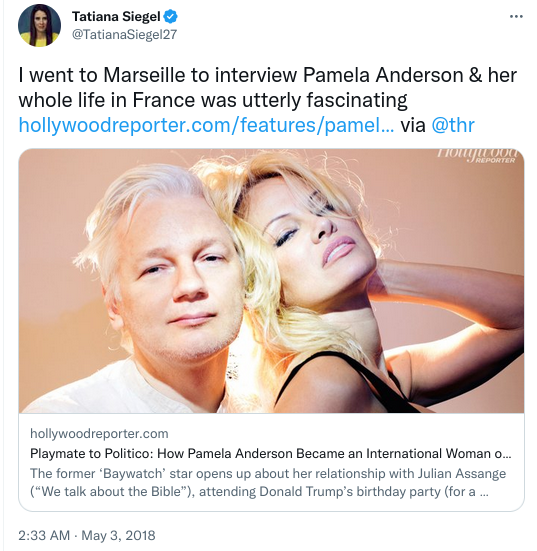 Tatiana Siegel
@TatianaSiegel27
I went to Marseille to interview Pamela Anderson & her
whole life in France was utterly fascinating
hollywoodreporter.com/features/pamel... via @thr
Hollywood
REPORTER
hollywoodreporter.com
Playmate to Politico: How Pamela Anderson Became an International Woman o...
The former ‘Baywatch’ star opens up about her relationship with Julian Assange
(“We talk about the Bible”), attending Donald Trump’s birthday party (for a ...
2:33 AM · May 3, 2018